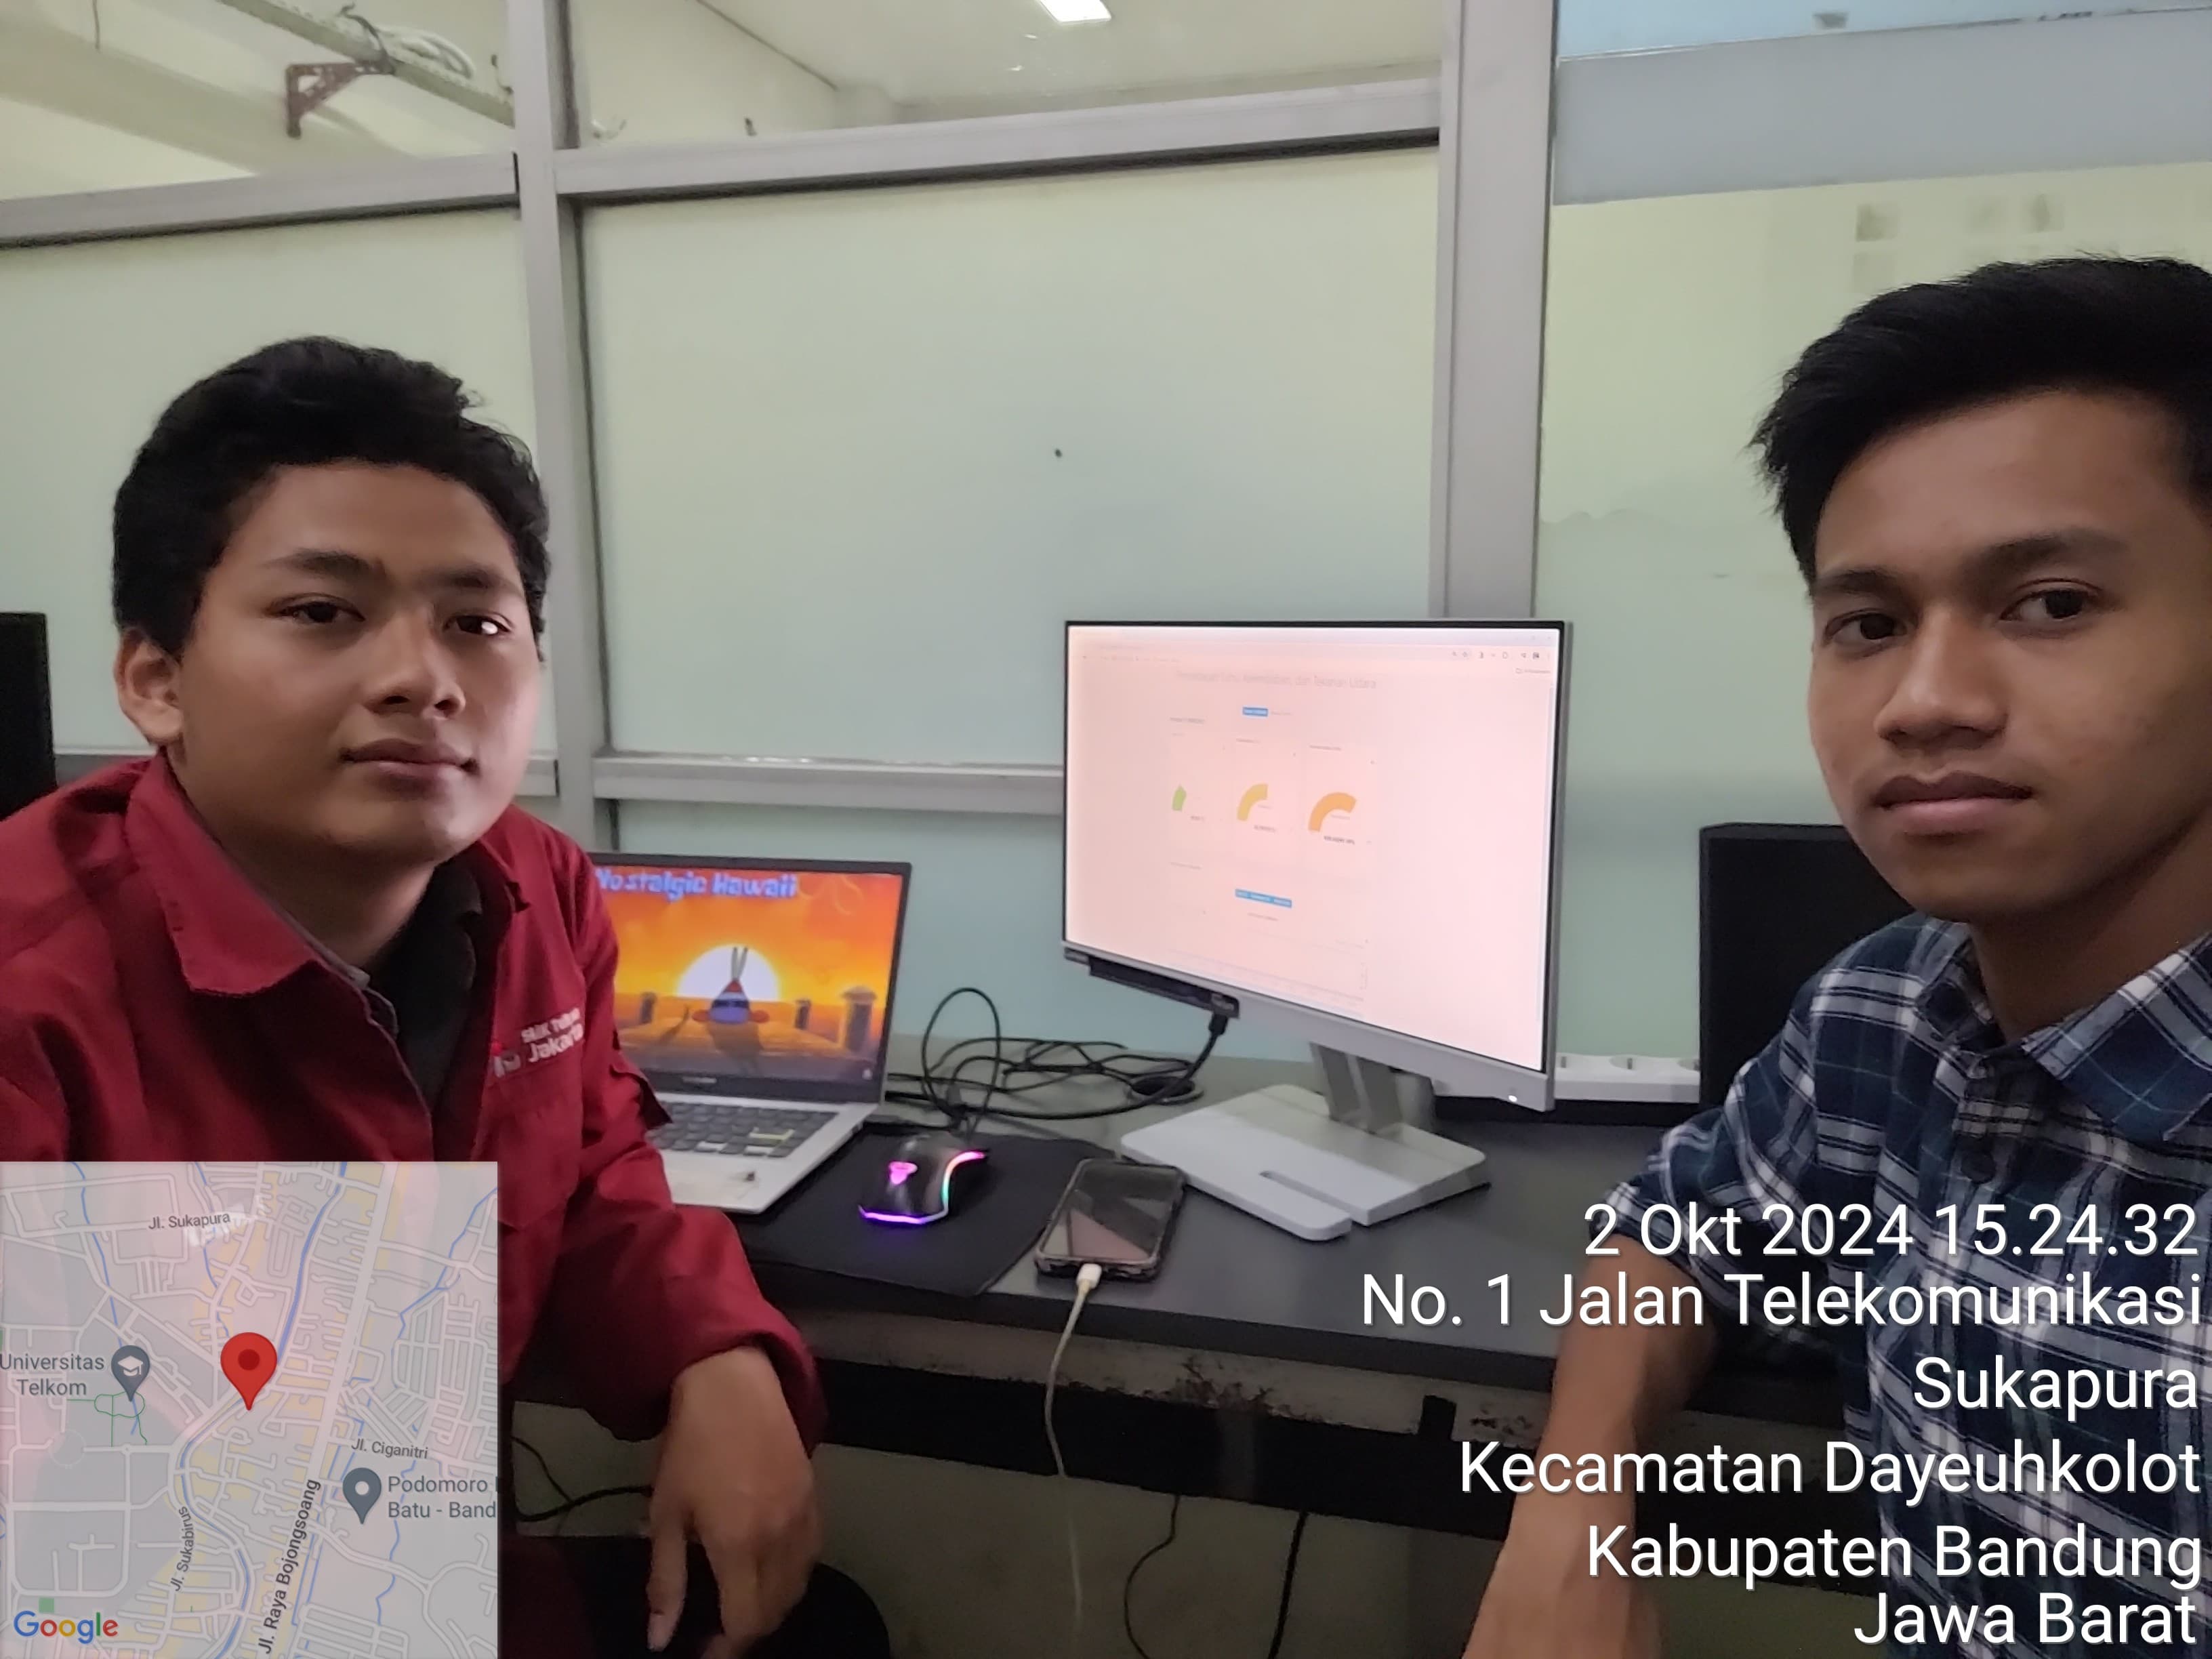 Nostalgic Hawaii
Jakarta
Jl. Sukapura
Universitas
Telkom
Jl. Ciganitri
Podomoro
Batu - Band
Jl. Sukabirus
Jl. Raya Bojongsoang
Google
2 Okt 2024 15.24.32
No. 1 Jalan Telekomunikasi
Sukapura
Kecamatan Dayeuhkolot
Kabupaten Bandung
Jawa Barat